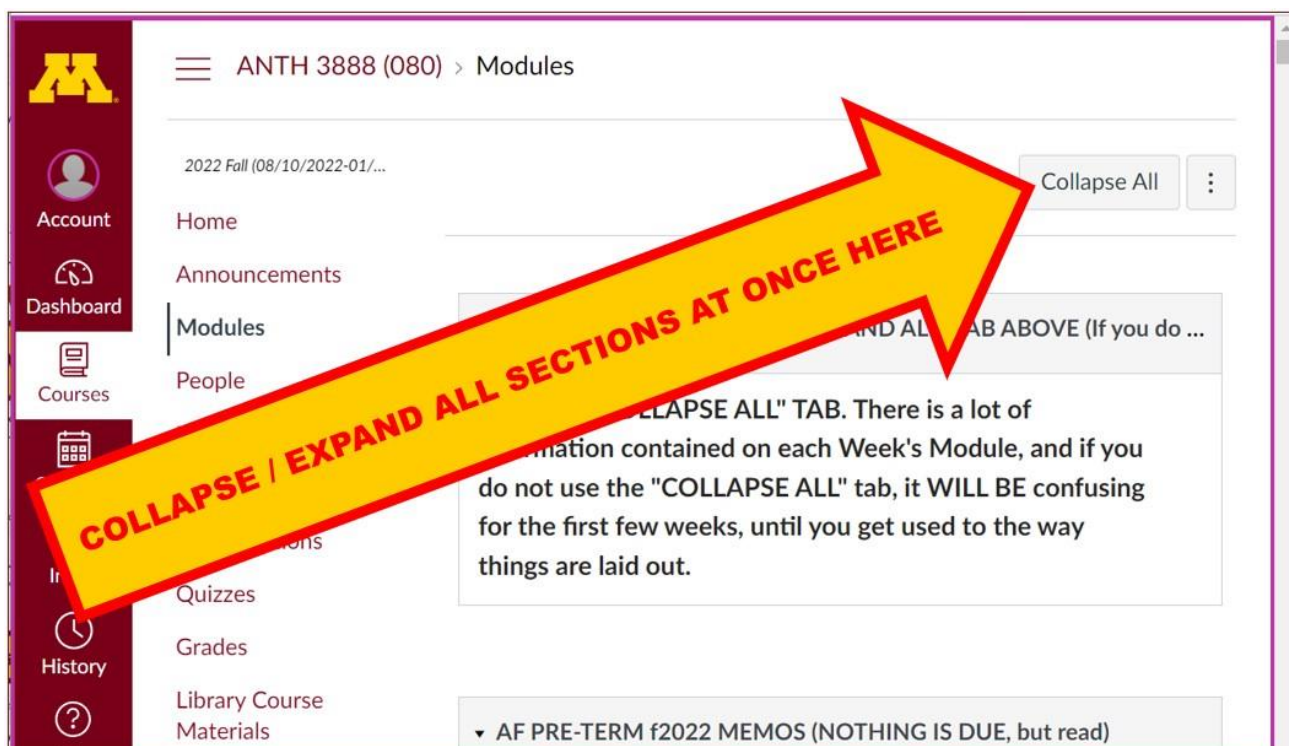 ANTH 3888 (080) > Modules
2022 Fall (08/10/2022-01/...
Collapse All
Account
Dashboard
Courses
History
Home
Announcements
Modules
People
Quizzes
Grades
Library Course
Materials
COLLAPSE / EXPAND ALL SECTIONS AT ONCE HERE
ABOVE (If you do ...
ALL" TAB. There is a lot of
contained on each Week's Module, and if you
do not use the "COLLAPSE ALL" tab, it WILL BE confusing
for the first few weeks, until you get used to the way
things are laid out.
AF PRE-TERM f2022 MEMOS (NOTHING IS DUE, but read)